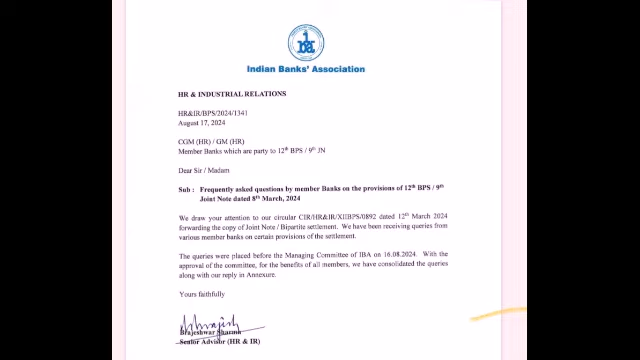 iba
Indian Banks' Association
HR & INDUSTRIAL RELATIONS
HR&IR/BPS/2024/1341
August 17, 2024
CGM (HR) / GM (HR)
Member Banks which are party to 12th BPS / 9th JN
Dear Sir / Madam
Sub : Frequently asked questions by member Banks on the provisions of 12th BPS / 9th
Joint Note dated 8th March, 2024
We draw your attention to our circular CIR/HR&IR/XIIBPS/0892 dated 12th March 2024
forwarding the copy of Joint Note / Bipartite settlement. We have been receiving queries from
various member banks on certain provisions of the settlement.
The queries were placed before the Managing Committee of IBA on 16.08.2024. With the
approval of the committee, for the benefits of all members, we have consolidated the queries
along with our reply in Annexure.
Yours faithfully
Brajeshwar Sharma
Senior Advisor (HR & IR)